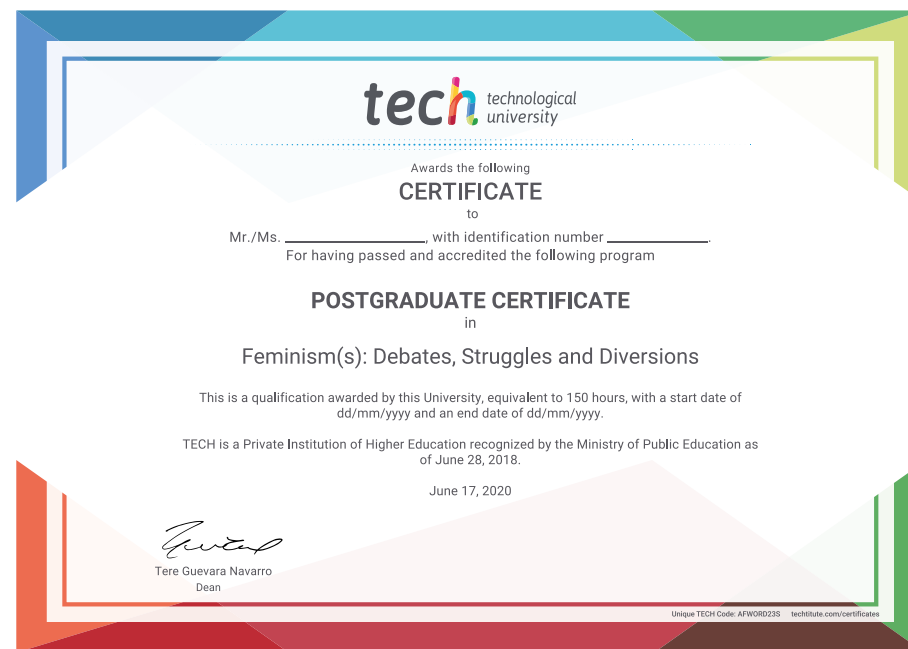 tech technological
university
Awards the following
CERTIFICATE
to
Mr./Ms. ____________________, with identification number ______________.
For having passed and accredited the following program
POSTGRADUATE CERTIFICATE
in
Feminism(s): Debates, Struggles and Diversions
This is a qualification awarded by this University, equivalent to 150 hours, with a start date of
dd/mm/yyyy and an end date of dd/mm/yyyy.
TECH is a Private Institution of Higher Education recognized by the Ministry of Public Education as
of June 28, 2018.
June 17, 2020
Tere Guevara Navarro
Dean
Unique TECH Code: AFWORD23S techtitute.com/certificates